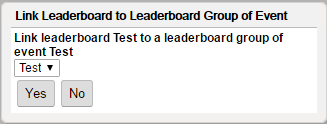 Link Leaderboard to Leaderboard Group of Event
Link leaderboard Test to a leaderboard group of
event Test
Test
Yes No